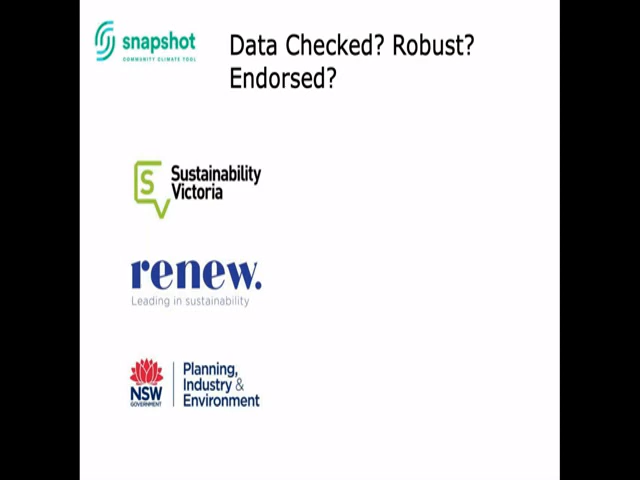 snapshot
COMMUNITY CLIMATE TOOL
Data Checked? Robust?
Endorsed?
S
Sustainability
Victoria
renew.
Leading in sustainability
NSW
GOVERNMENT
Planning,
Industry &
Environment